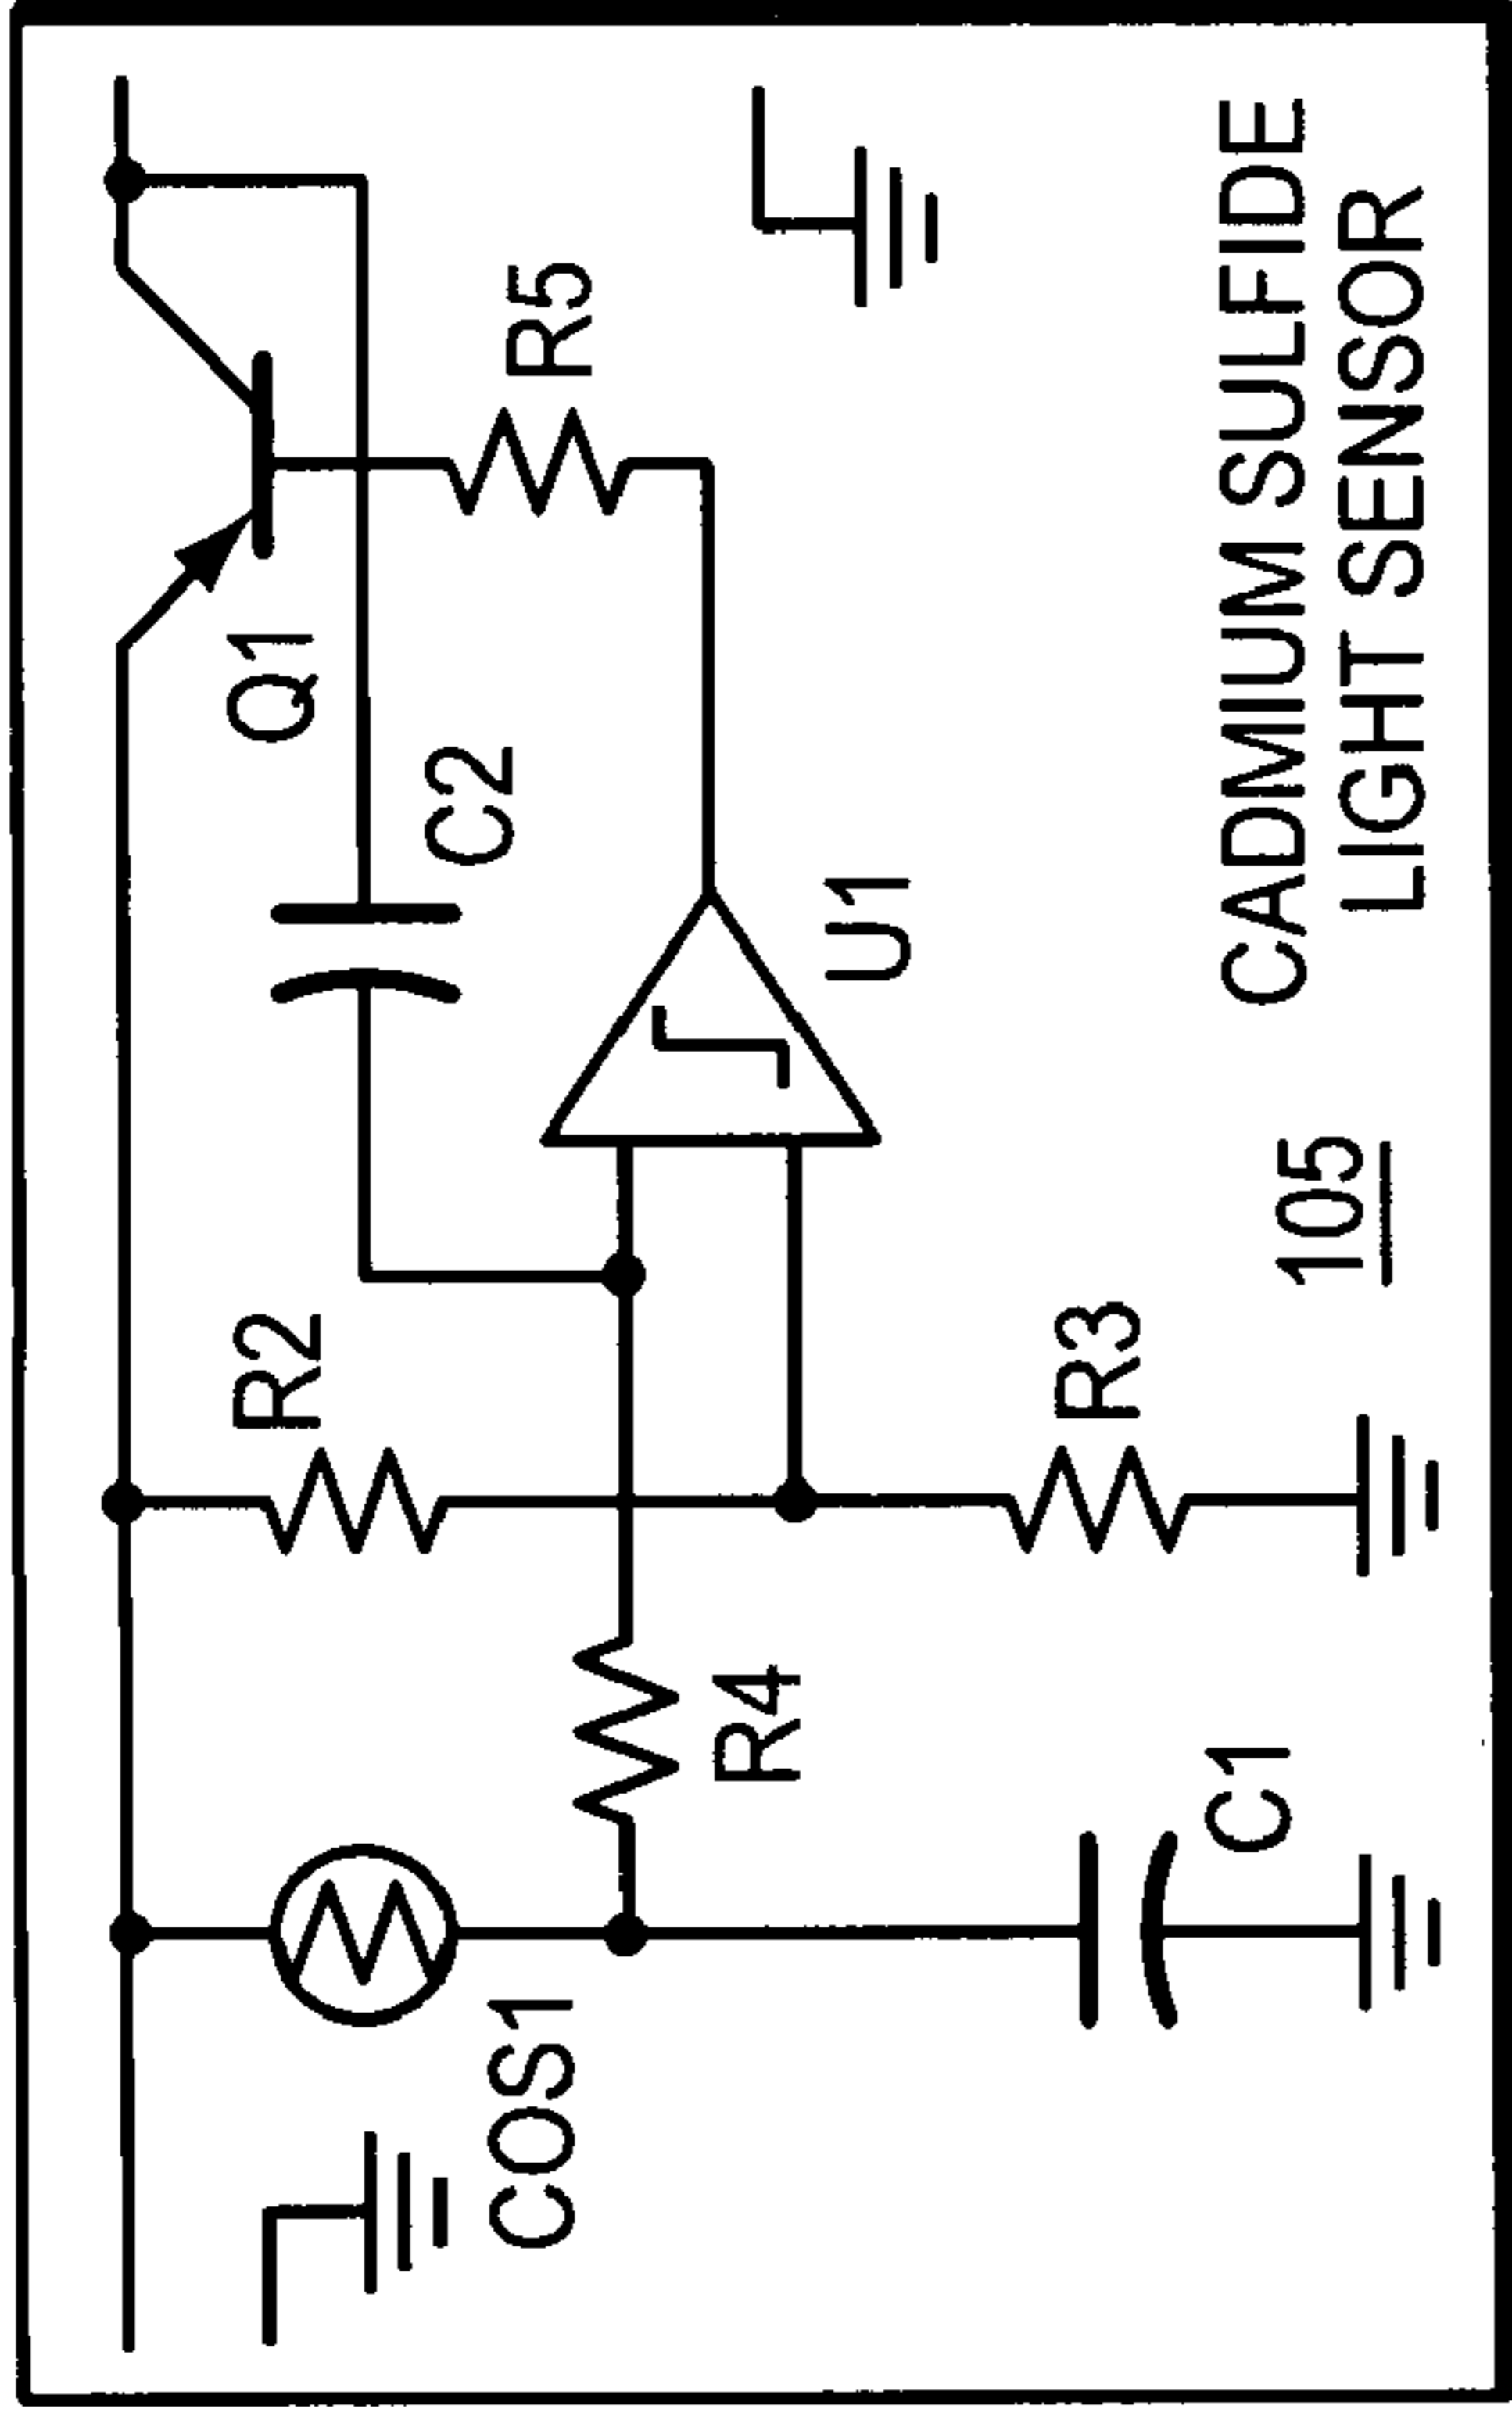 Q1
R5
C2
R2
U1
COS1
R4
R3
C1
105
CADMIUM SULFIDE
LIGHT SENSOR